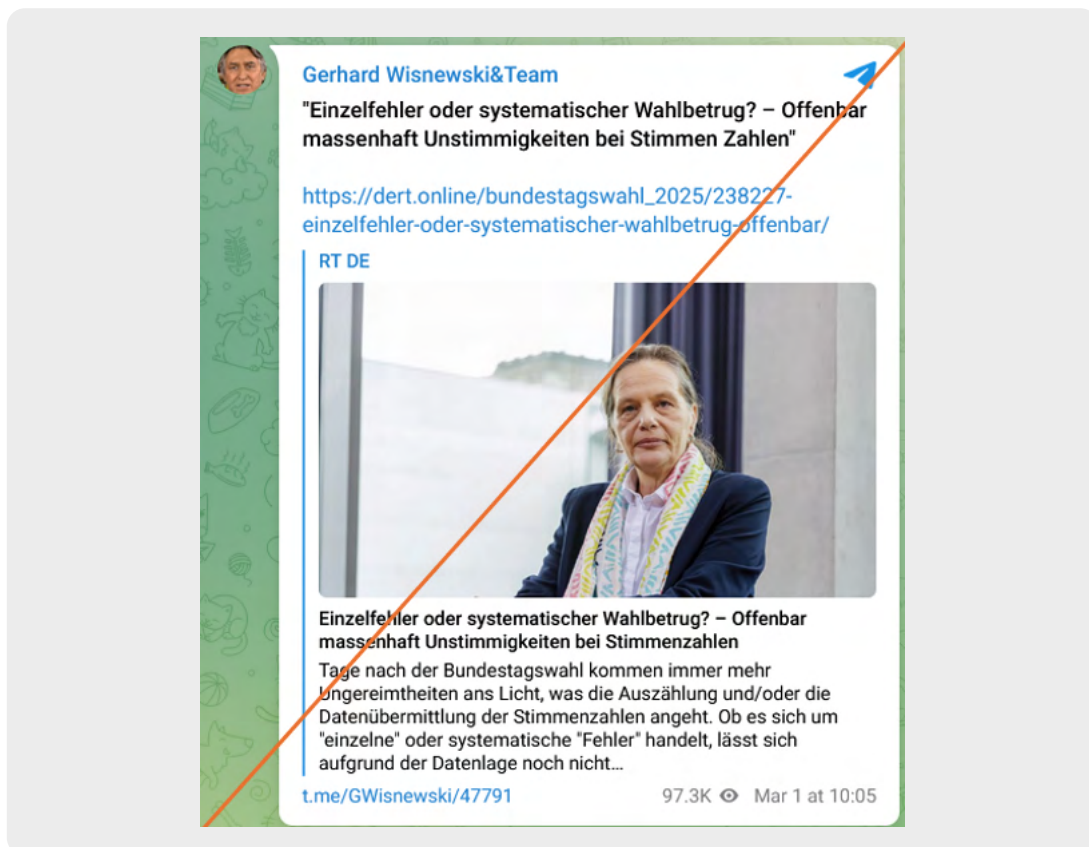 Gerhard Wisnewski&Team
"Einzelfehler oder systematischer Wahlbetrug? – Offenbar
massenhaft Unstimmigkeiten bei Stimmen Zahlen"
https://dert.online/bundestagswahl_2025/238227-
einzelfehler-oder-systematischer-wahlbetrug-offenbar/
RT DE
Einzelfehler oder systematischer Wahlbetrug? – Offenbar
massenhaft Unstimmigkeiten bei Stimmenzahlen
Tage nach der Bundestagswahl kommen immer mehr
Ungereimtheiten ans Licht, was die Auszählung und/oder die
Datenübermittlung der Stimmenzahlen angeht. Ob es sich um
"einzelne" oder systematische "Fehler" handelt, lässt sich
aufgrund der Datenlage noch nicht...
t.me/GWisnewski/47791 97.3K Mar 1 at 10:05